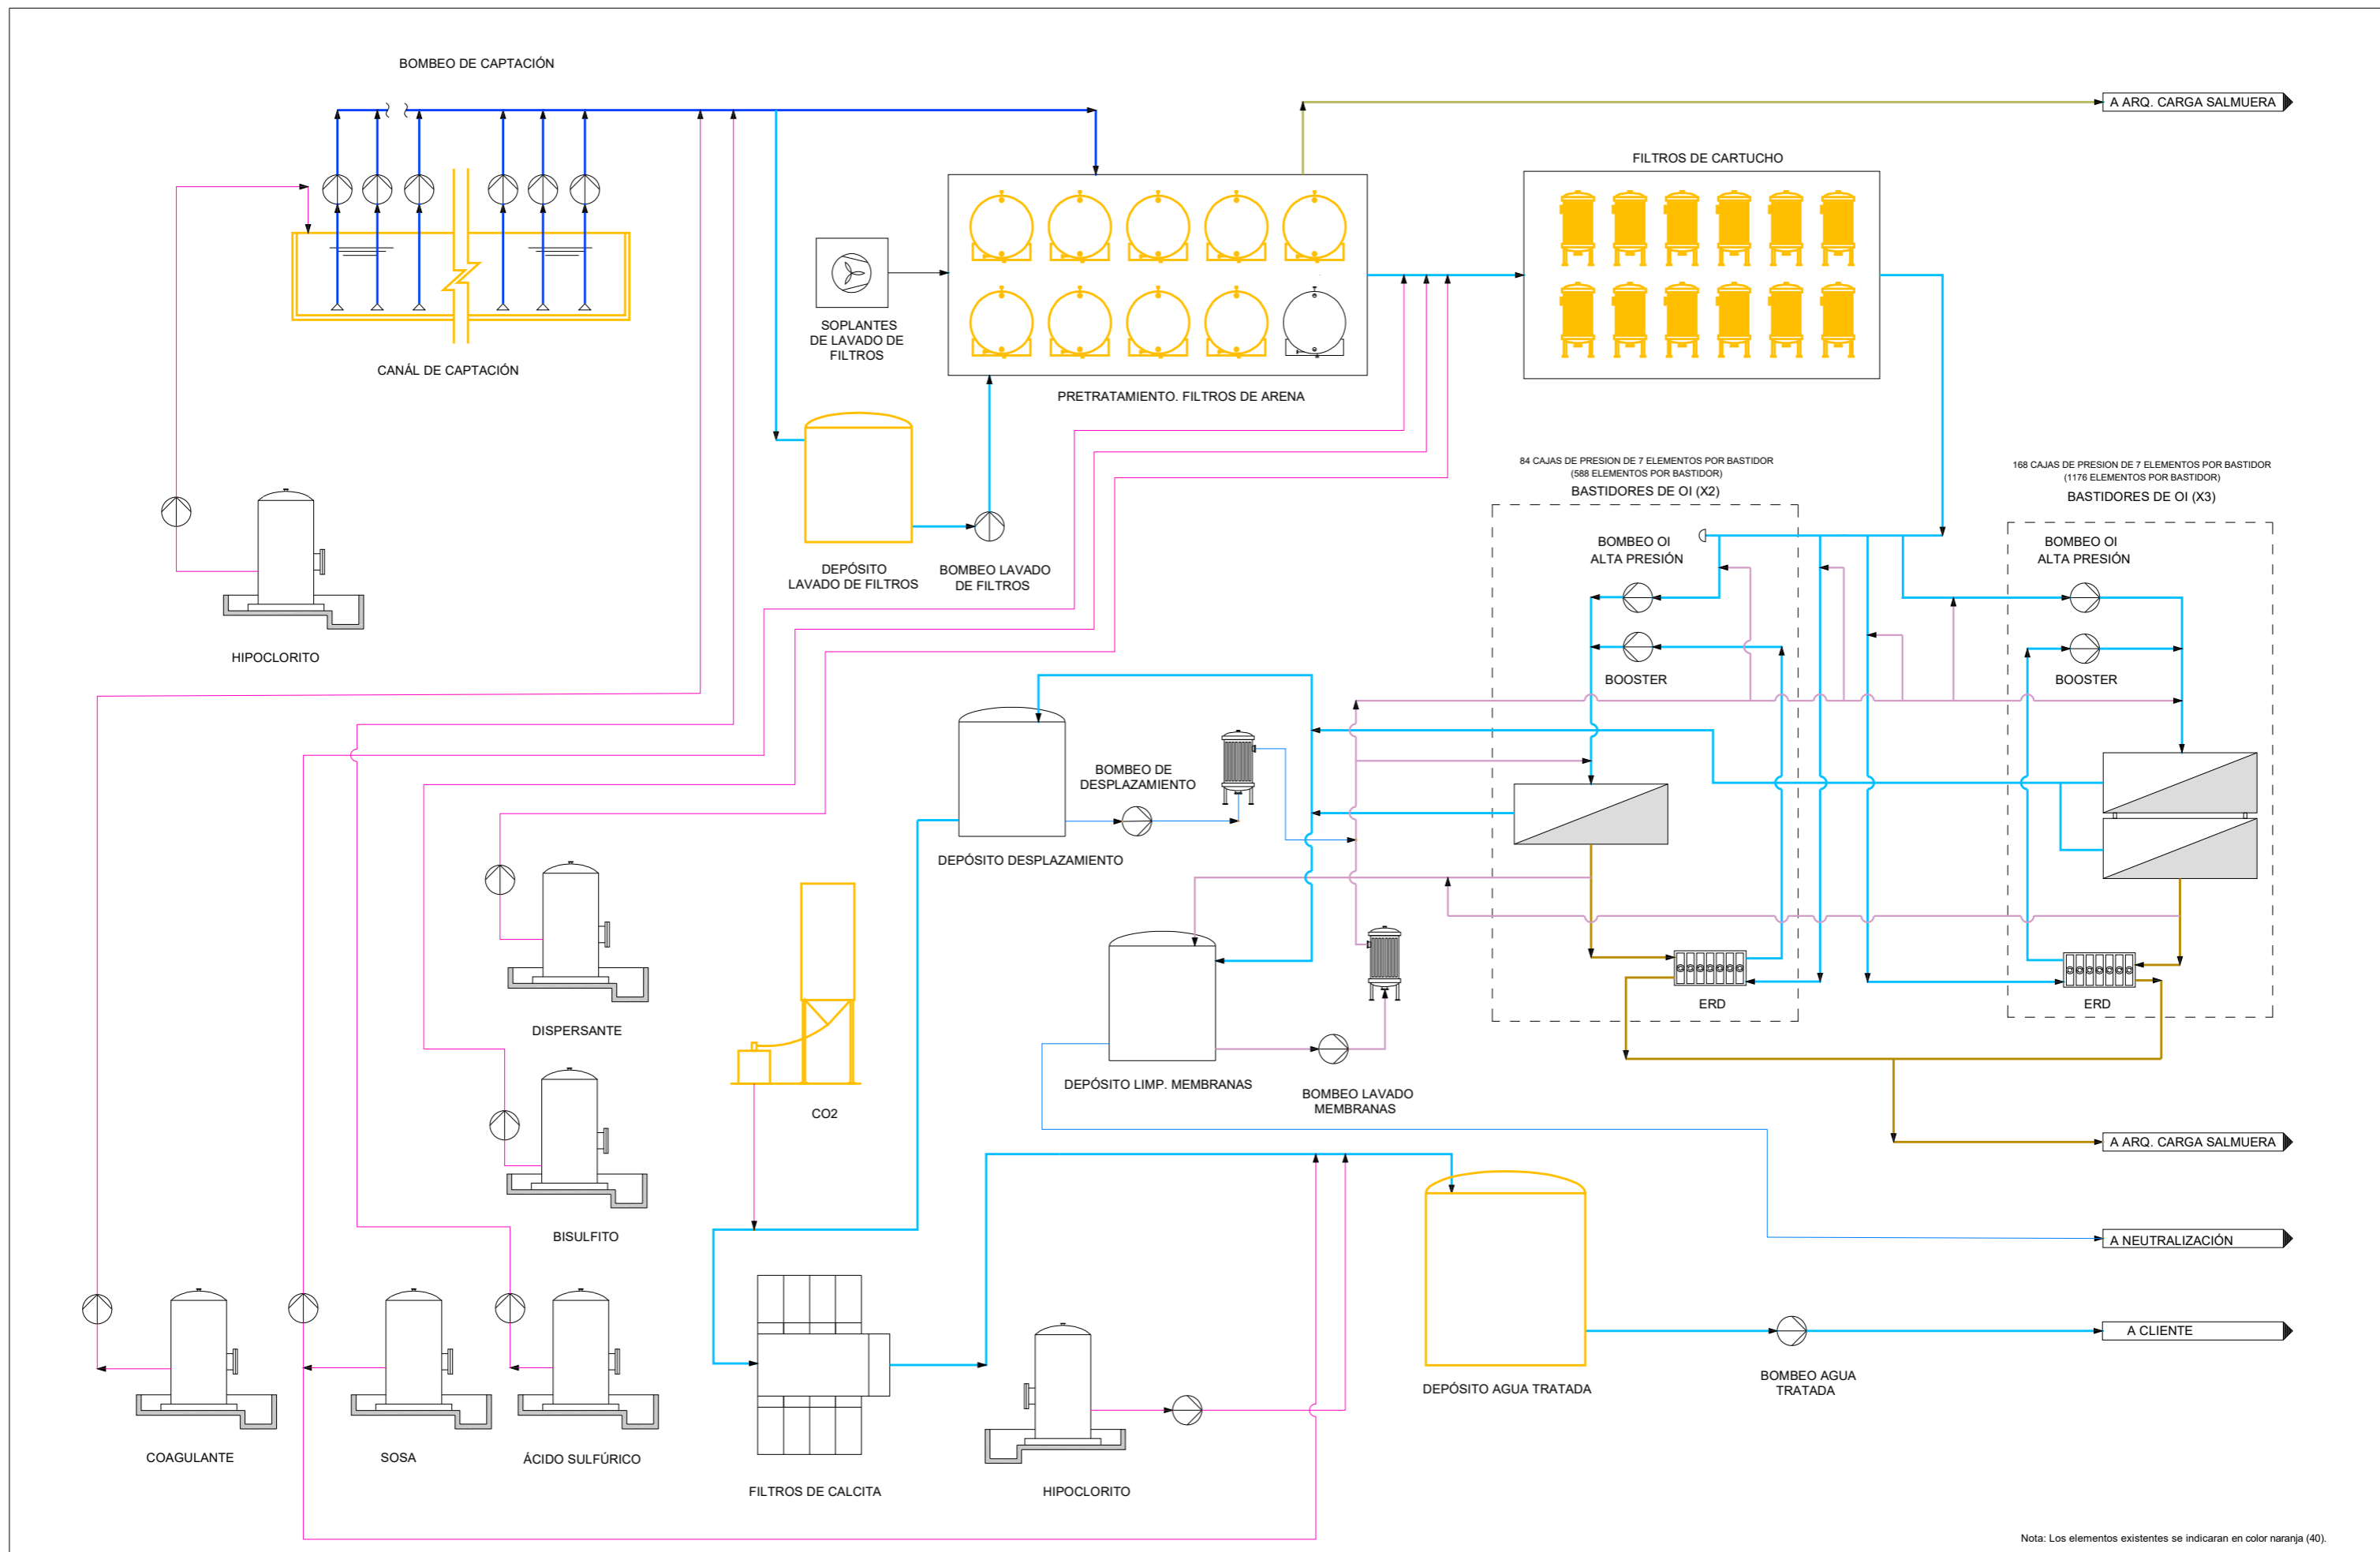 BOMBEO DE CAPTACIÓN
A ARQ. CARGA SALMUERA
FILTROS DE CARTUCHO
SOPLANTES
DE LAVADO DE
FILTROS
CANÁL DE CAPTACIÓN
PRETRATAMIENTO. FILTROS DE ARENA
84 CAJAS DE PRESION DE 7 ELEMENTOS POR BASTIDOR
(588 ELEMENTOS POR BASTIDOR)
BASTIDORES DE OI (X2)
168 CAJAS DE PRESION DE 7 ELEMENTOS POR BASTIDOR
(1176 ELEMENTOS POR BASTIDOR)
BASTIDORES DE OI (X3)
BOMBEO OI
ALTA PRESIÓN
BOMBEO OI
ALTA PRESIÓN
DEPÓSITO
LAVADO DE FILTROS
BOMBEO LAVADO
DE FILTROS
HIPOCLORITO
BOOSTER
BOOSTER
BOMBEO DE
DESPLAZAMIENTO
DEPÓSITO DESPLAZAMIENTO
DISPERSANTE
ERD
ERD
CO2
DEPÓSITO LIMP. MEMBRANAS
BOMBEO LAVADO
MEMBRANAS
A ARQ. CARGA SALMUERA
BISULFITO
A NEUTRALIZACIÓN
A CLIENTE
DEPÓSITO AGUA TRATADA
BOMBEO AGUA
TRATADA
COAGULANTE
SOSA
ÁCIDO SULFÚRICO
FILTROS DE CALCITA
HIPOCLORITO
Nota: Los elementos existentes se indicaran en color naranja (40).